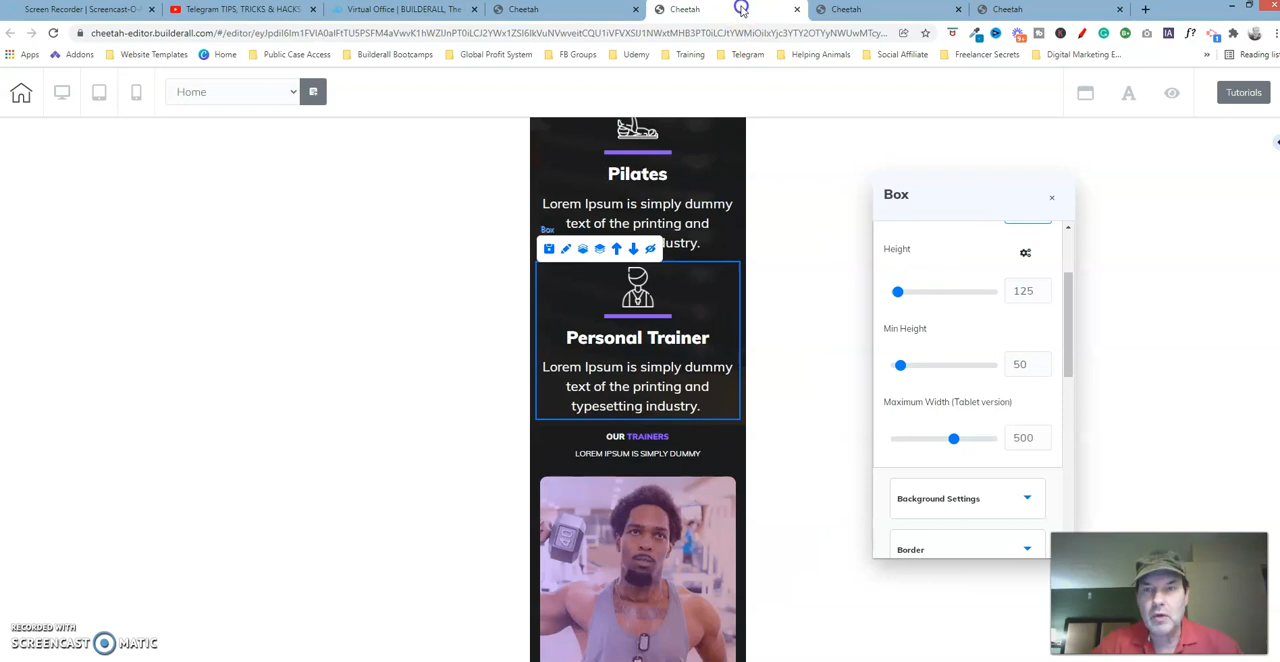 Screen Recorder | Screencast-O-
Telegram TIPS, TRICKS & HACKS
Virtual Office | BUILDERALL, The
Cheetah
Cheetah
Cheetah
Cheetah
Apps
Addons
Website Templates
Home
Public Case Access
Builderall Bootcamps
Global Profit System
FB Groups
Udemy
Training
Telegram
Helping Animals
Social Affiliate
Freelancer Secrets
Digital Marketing E...
»
Reading list
Home
Tutorials
Pilates
Lorem Ipsum is simply dummy
text of the printing and
Box
dustry.
Personal Trainer
Lorem Ipsum is simply dummy
text of the printing and
typesetting industry.
OUR TRAINERS
LOREM IPSUM IS SIMPLY DUMMY
Box
Height
125
Min Height
50
Maximum Width (Tablet version)
500
Background Settings
Border
RECORDED WITH
SCREENCAST MATIC